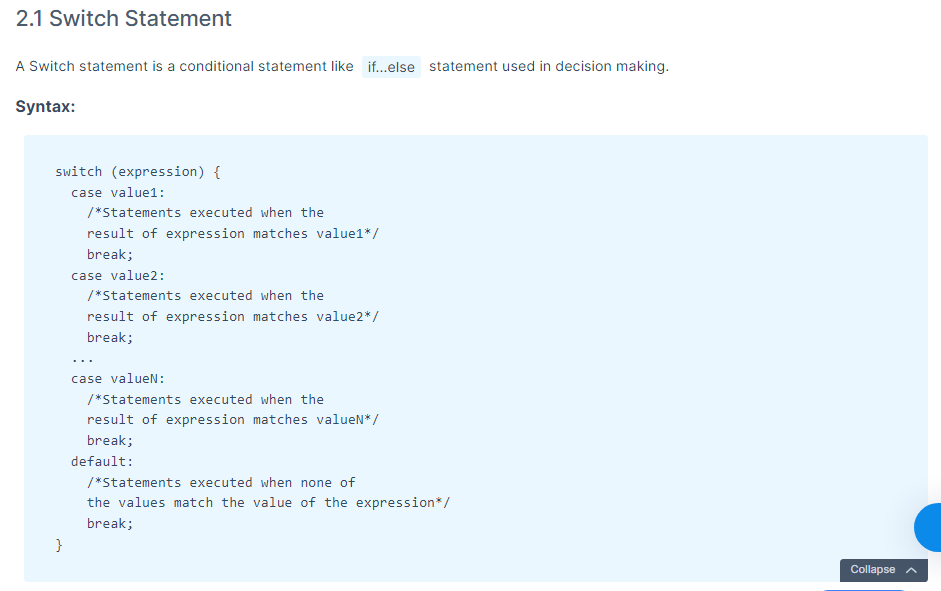 2.1 Switch Statement
A Switch statement is a conditional statement like if...else statement used in decision making.
Syntax:
switch (expression) {
case value1:
/*Statements executed when the
result of expression matches value1*/
break;
case value2:
/*Statements executed when the
result of expression matches value2*/
break;
...
case valueN:
/*Statements executed when the
result of expression matches valueN*/
break;
default:
/*Statements executed when none of
the values match the value of the expression*/
break;
}
Collapse